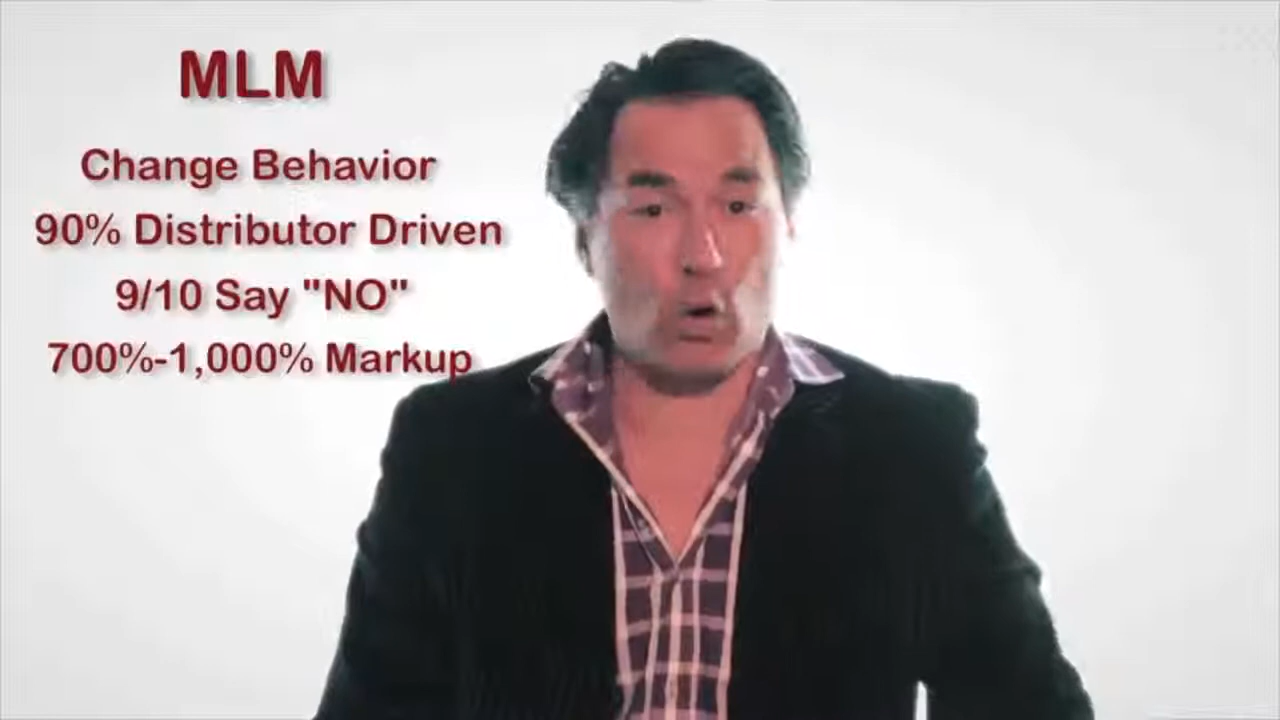 MLM
Change Behavior
90% Distributor Driven
9/10 Say "NO"
700%-1,000% Markup